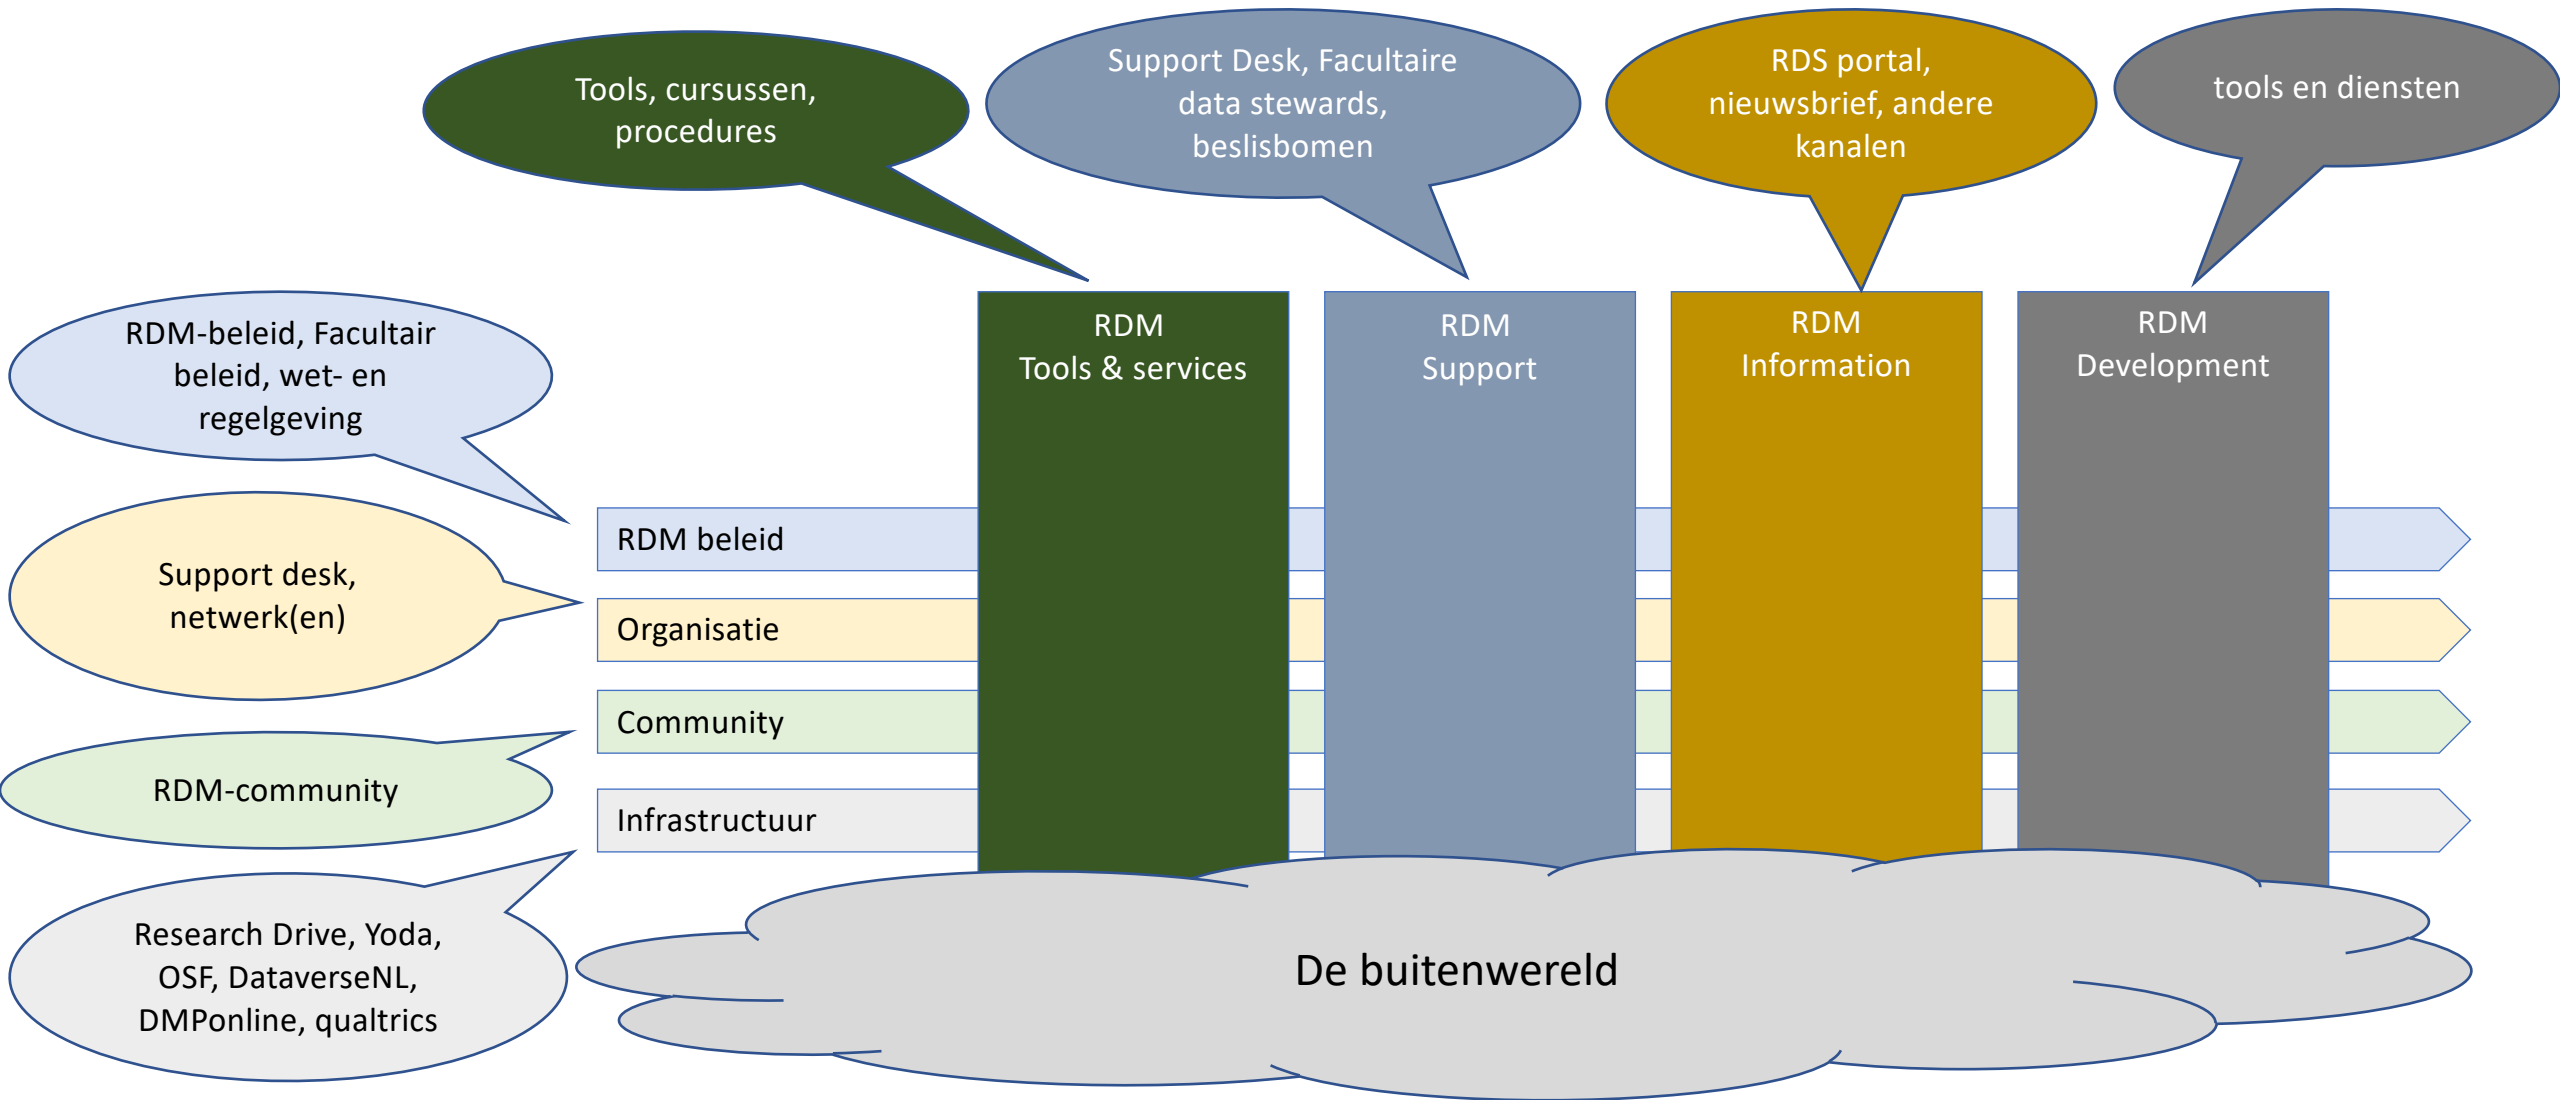 Tools, cursussen,
procedures
Support Desk, Facultaire
data stewards,
beslisbomen
RDS portal,
nieuwsbrief, andere
kanalen
tools en diensten
RDM
Tools & services
RDM
Support
RDM
Information
RDM
Development
RDM-beleid, Facultair
beleid, wet- en
regelgeving
RDM beleid
Support desk,
netwerk(en)
Organisatie
Community
RDM-community
Infrastructuur
Research Drive, Yoda,
OSF, DataverseNL,
DMPonline, qualtrics
De buitenwereld